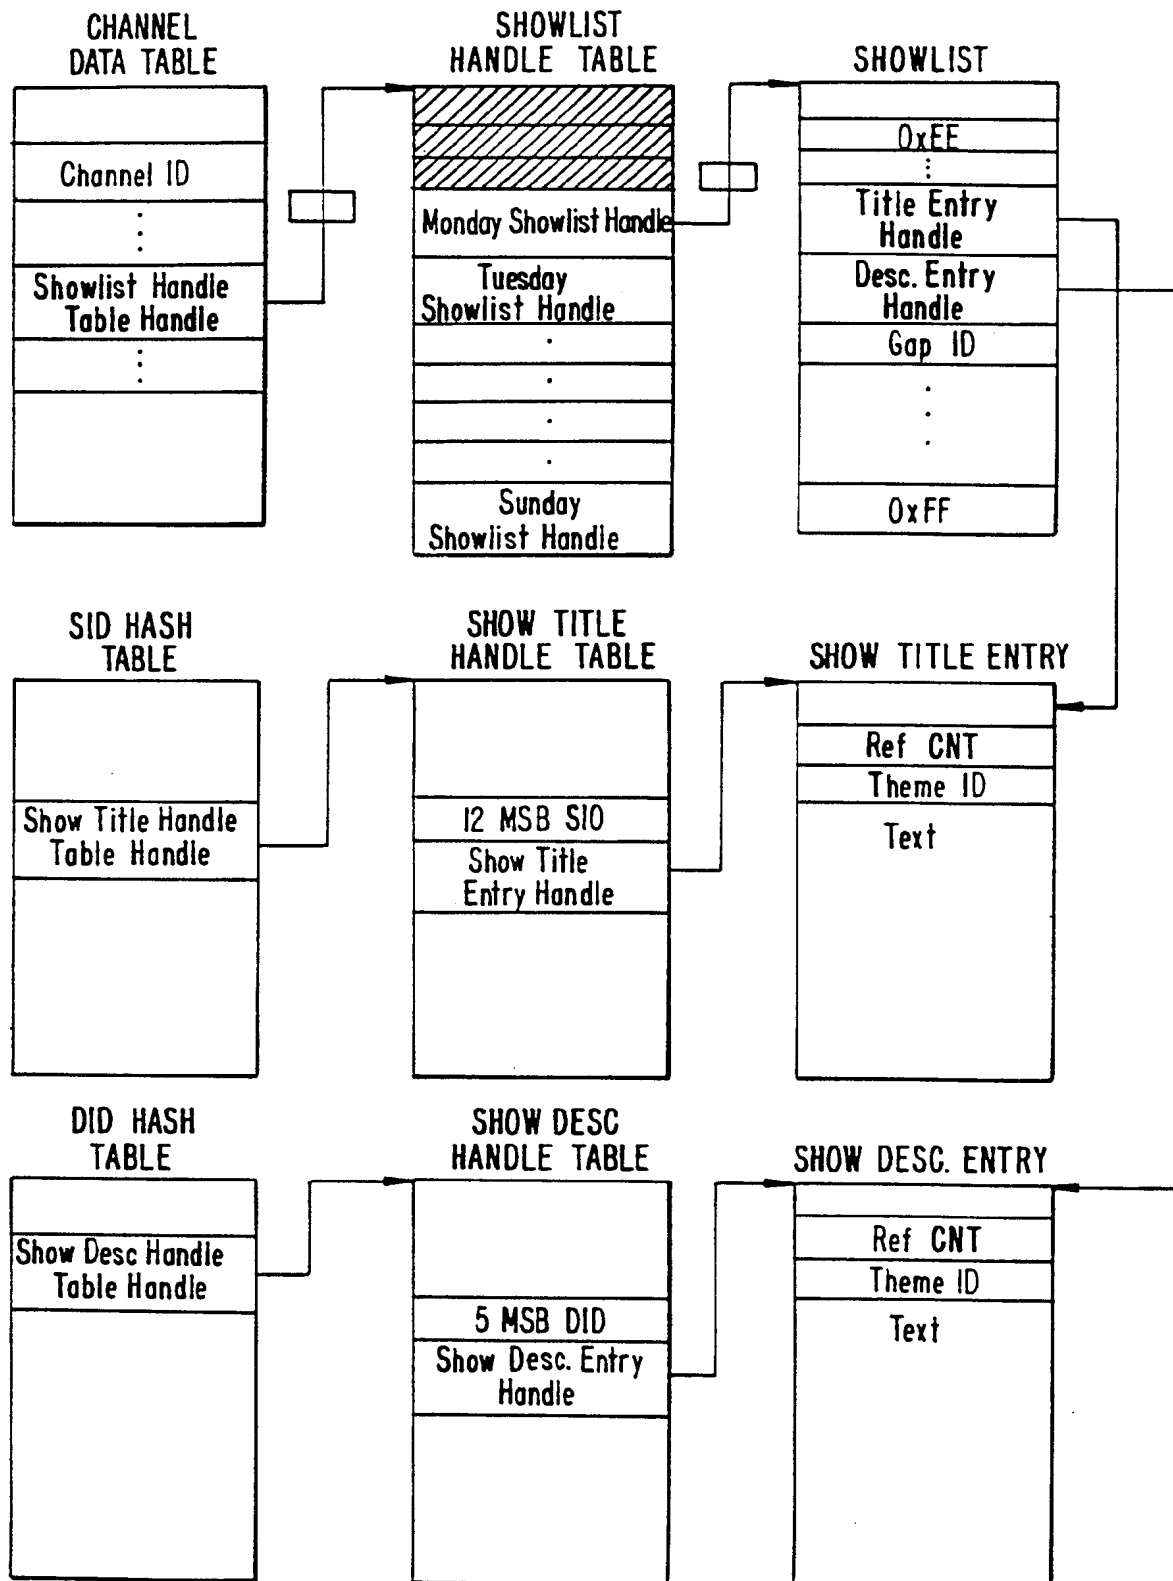 CHANNEL
DATA TABLE
Channel ID
Showlist Handle
Table Handle
SHOWLIST
HANDLE TABLE
Monday Showlist Handle
Tuesday
Showlist Handle
Sunday
Showlist Handle
SHOWLIST
0xEE
Title Entry
Handle
Desc. Entry
Handle
Gap ID
0xFF
SID HASH
TABLE
Show Title Handle
Table Handle
SHOW TITLE
HANDLE TABLE
12 MSB SIO
Show Title
Entry Handle
SHOW TITLE ENTRY
Ref CNT
Theme ID
Text
DID HASH
TABLE
Show Desc Handle
Table Handle
SHOW DESC
HANDLE TABLE
5 MSB DID
Show Desc. Entry
Handle
SHOW DESC. ENTRY
Ref CNT
Theme ID
Text